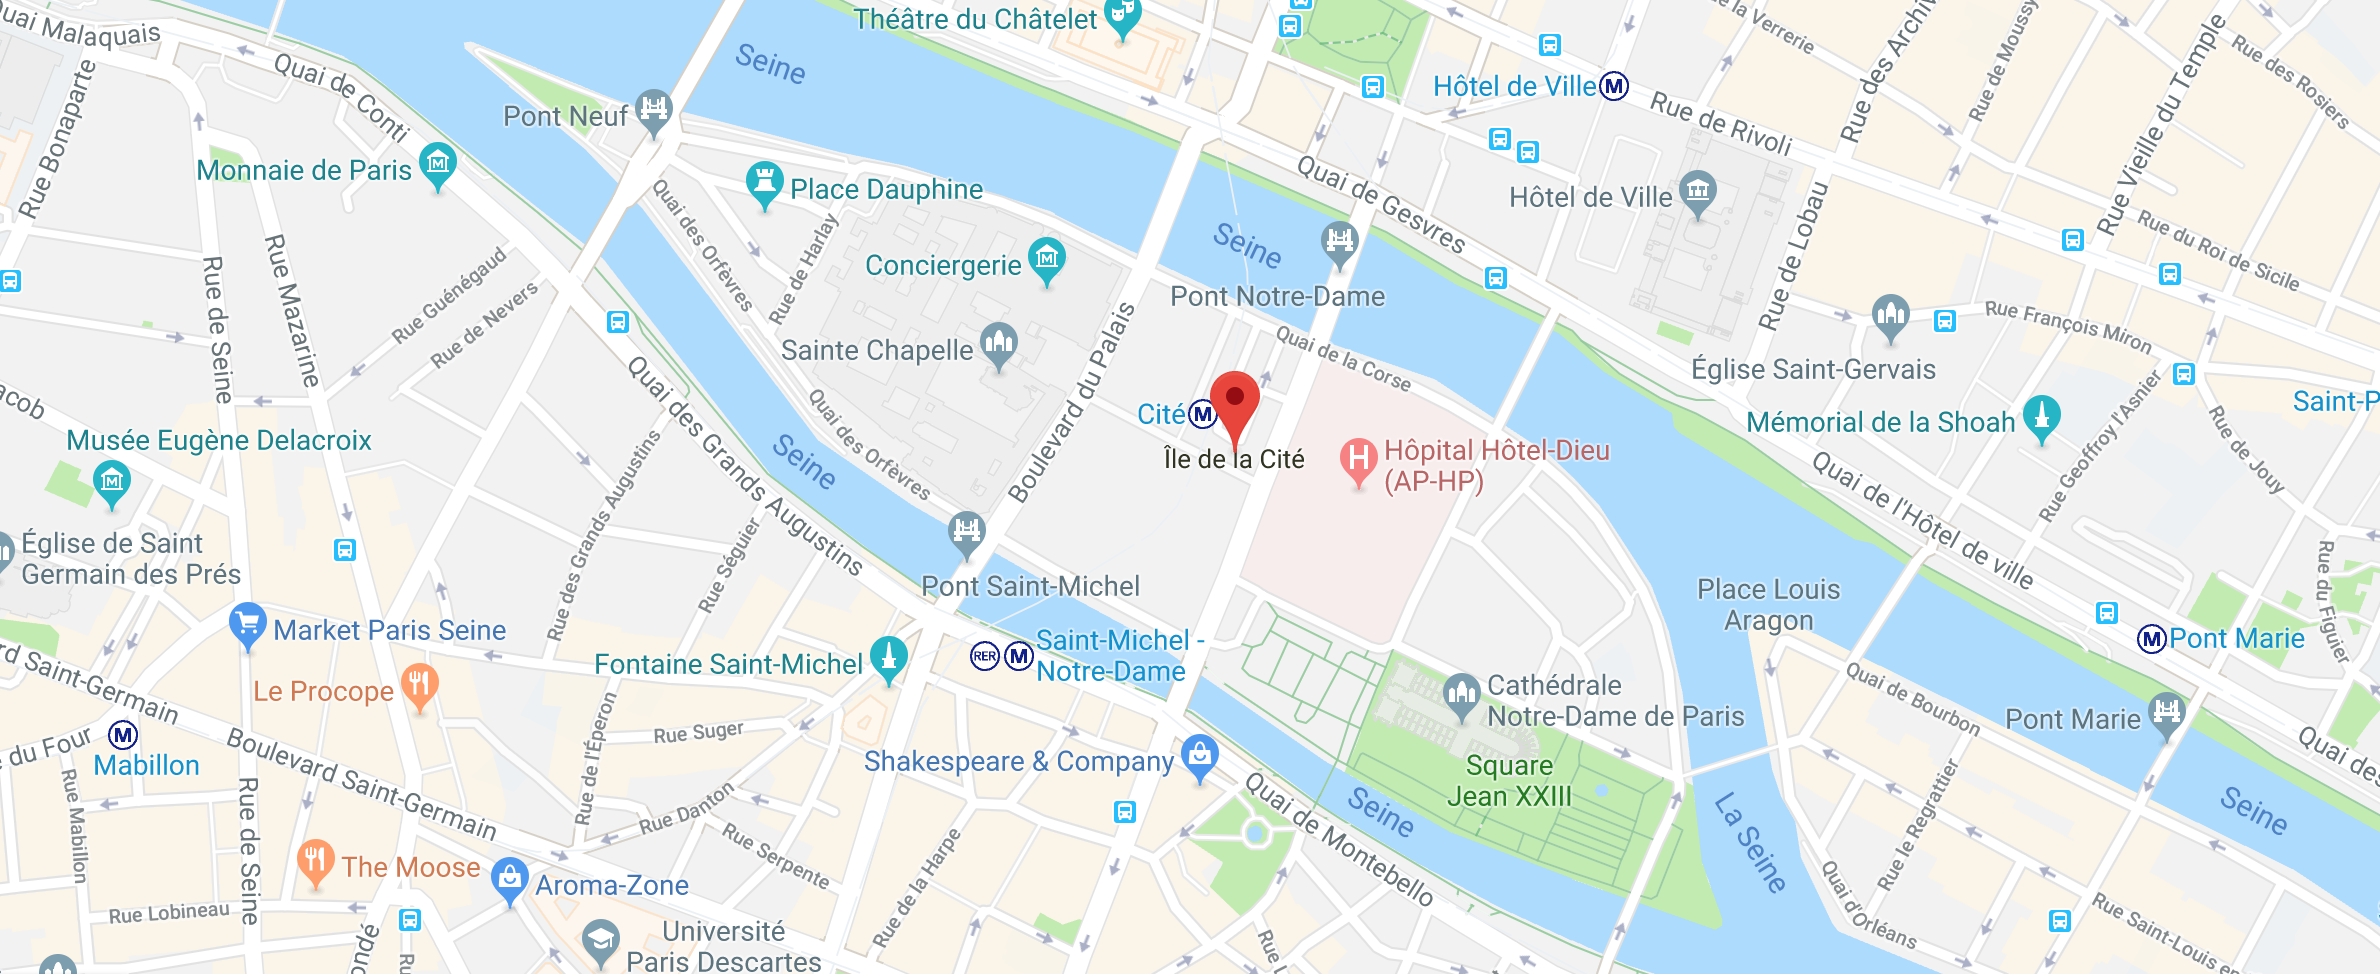 Quai Malaquais
Quai de Conti
Seine
Théâtre du Châtelet
Hôtel de Ville
Rue de Rivoli
de la Verrerie
Rue des Archiv
Rue de Moussy
Rue Vieille du Temple
Rue des Rosiers
Rue Bonaparte
Pont Neuf
Monnaie de Paris
Place Dauphine
Quai des Orfèvres
Rue de Harlay
Conciergerie
Sainte Chapelle
Seine
Quai de Gesvres
Pont Notre-Dame
Hôtel de Ville
Rue de Lobau
Rue du Roi de Sicile
Rue François Miron
Église Saint-Gervais
Saint-P
Mémorial de la Shoah
Rue Geoffroy l'Asnier
Rue de Jouy
Rue de Seine
Rue Mazarine
Rue Guénégaud
Rue de Nevers
Quai des Grands Augustins
Boulevard du Palais
Quai de la Corse
Cité
Île de la Cité
Hôpital Hôtel-Dieu
(AP-HP)
Quai de l'Hôtel de ville
acob
Musée Eugène Delacroix
Église de Saint
Germain des Prés
Rue des Grands Augustins
Rue Séguier
Seine
Quai des Orfèvres
Pont Saint-Michel
Place Louis
Aragon
Rue du Figuier
Pont Marie
Market Paris Seine
Le Procope
Fontaine Saint-Michel
RER
Saint-Michel -
Notre-Dame
Cathédrale
Notre-Dame de Paris
Quai de Bourbon
Pont Marie
Quai des
rd Saint-Germain
du Four
Mabillon
Boulevard Saint-Germain
Rue Suger
Rue de l'Éperon
Shakespeare & Company
Square
Jean XXIII
Seine
La Seine
Seine
Rue le Regrattier
Rue Mabillon
Rue de Seine
The Moose
Aroma-Zone
Rue Danton
Rue Serpente
Rue de la Harpe
Quai de Montebello
Quai d'Orléans
Rue Saint-Louis en
Rue Lobineau
ondé
Ru
Université
Paris Descartes
Rue